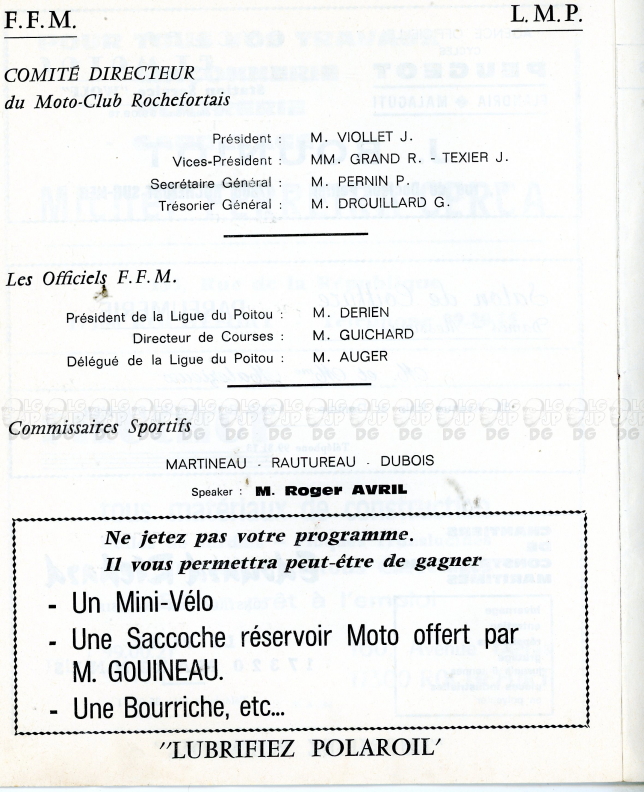 F.F.M. L.M.P.
COMITÉ DIRECTEUR
du Moto-Club Rochefortais
Président : M. VIOLLET J.
Vices-Président : MM. GRAND R. - TEXIER J.
Secrétaire Général : M. PERNIN P.
Trésorier Général : M. DROUILLARD G.
Les Officiels F.F.M.
Président de la Ligue du Poitou : M. DERIEN
Directeur de Courses : M. GUICHARD
Délégué de la Ligue du Poitou : M. AUGER
Commissaires Sportifs
MARTINEAU - RAUTUREAU - DUBOIS
Speaker : M. Roger AVRIL
Ne jetez pas votre programme.
Il vous permettra peut-être de gagner
- Un Mini-Vélo
- Une Saccoche réservoir Moto offert par
M. GOUINEAU.
- Une Bourriche, etc...
"LUBRIFIEZ POLAROIL'